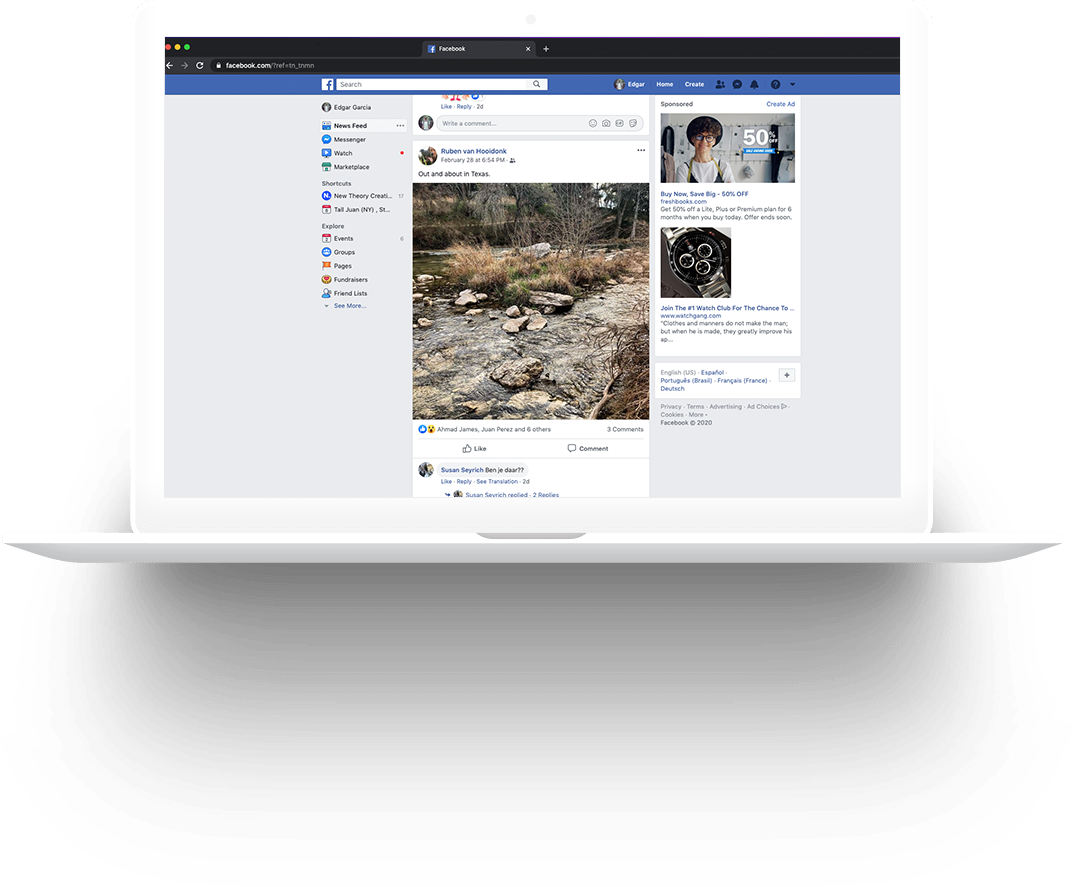 Facebook
facebook.com/?ref=tn_tnmn
Search
Edgar
Home
Create
Edgar Garcia
News Feed
Messenger
Watch
Marketplace
Shortcuts
New Theory Creati... 17
Tall Juan (NY) , St...
Explore
Events 6
Groups
Pages
Fundraisers
Friend Lists
See More...
Like · Reply · 2d
Write a comment...
Ruben van Hooidonk
February 28 at 6:54 PM ·
Out and about in Texas.
Ahmad James, Juan Perez and 6 others
3 Comments
Like
Comment
Susan Seyrich Ben je daar??
Like · Reply · See Translation · 2d
Susan Seyrich replied · 2 Replies
Sponsored
Create Ad
50% OFF
Buy Now, Save Big - 50% OFF
freshbooks.com
Get 50% off a Lite, Plus or Premium plan for 6
months when you buy today. Offer ends soon.
Join The #1 Watch Club For The Chance To ...
www.watchgang.com
"Clothes and manners do not make the man;
but when he is made, they greatly improve his
ap...
English (US) · Español ·
Português (Brasil) · Français (France) ·
Deutsch
Privacy · Terms · Advertising · Ad Choices ·
Cookies · More
Facebook © 2020